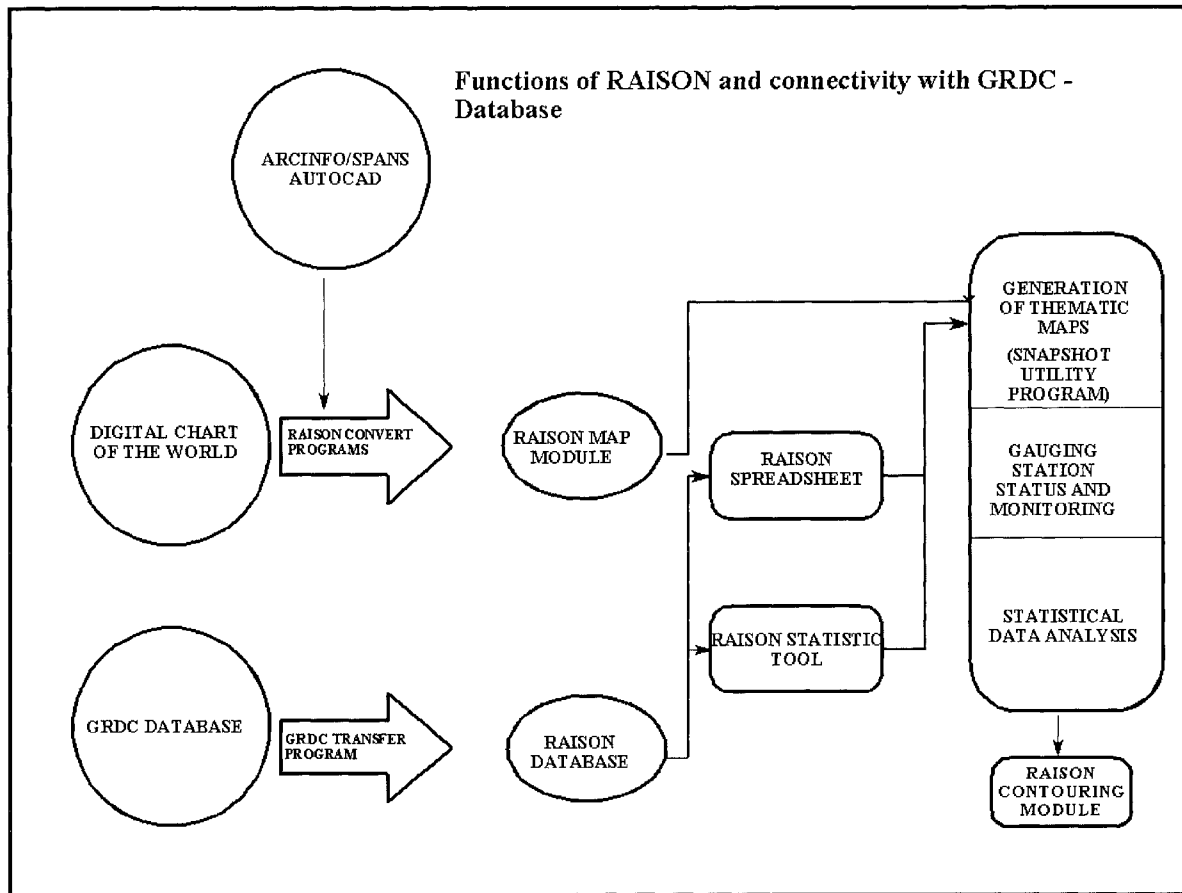 Functions of RAISON and connectivity with GRDC -
Database
ARCINFO/SPANS
AUTOCAD
DIGITAL CHART
OF THE WORLD
RAISON CONVERT
PROGRAMS
RAISON MAP
MODULE
RAISON
SPREADSHEET
GENERATION
OF THEMATIC
MAPS
(SNAPSHOT
UTILITY
PROGRAM)
GAUGING
STATION
STATUS AND
MONITORING
STATISTICAL
DATA ANALYSIS
GRDC DATABASE
GRDC TRANSFER
PROGRAM
RAISON
DATABASE
RAISON STATISTIC
TOOL
RAISON
CONTOURING
MODULE